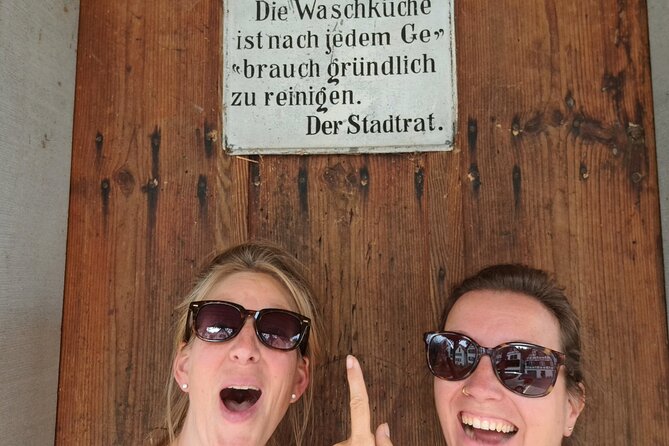 Die Waschküche
ist nach jedem Ge„
„brauch gründlich
zu reinigen.
Der Stadtrat.